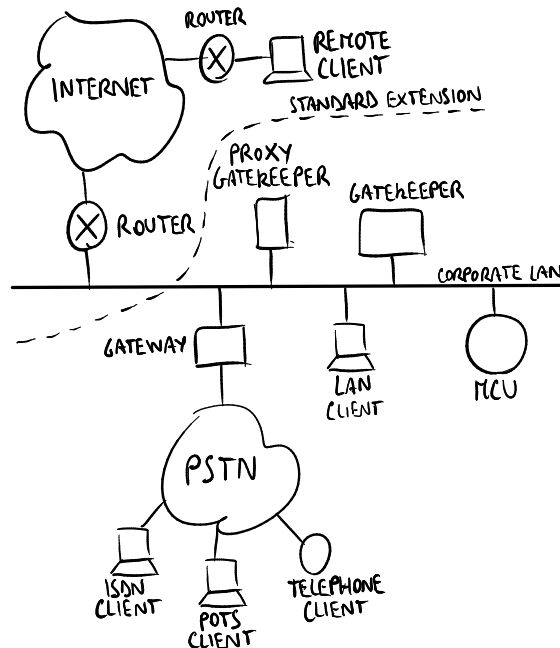 ROUTER
REMOTE
CLIENT
INTERNET
STANDARD EXTENSION
PROXY
GATEKEEPER
GATEKEEPER
ROUTER
CORPORATE LAN
GATEWAY
LAN
CLIENT
MCU
PSTN
ISDN
CLIENT
POTS
CLIENT
TELEPHONE
CLIENT